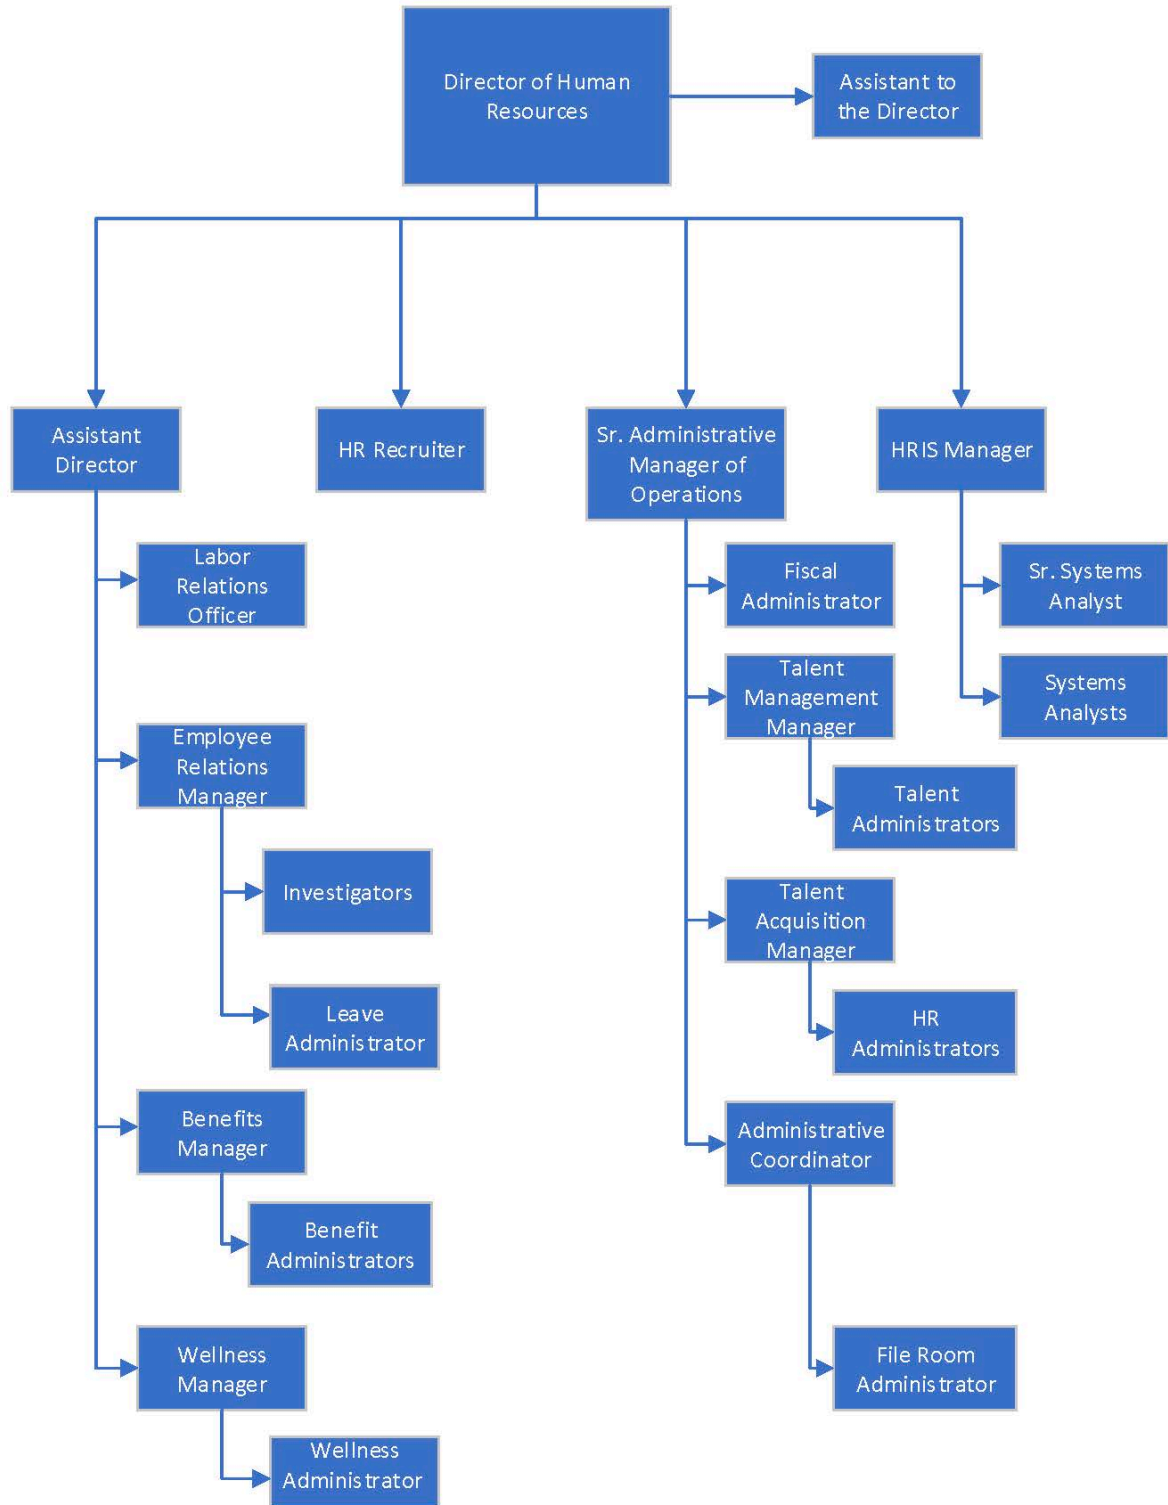 Director of Human
Resources
Assistant to
the Director
Assistant
Director
HR Recruiter
Sr. Administrative
Manager of
Operations
HRIS Manager
Labor
Relations
Officer
Employee
Relations
Manager
Investigators
Leave
Administrator
Benefits
Manager
Benefit
Administrators
Wellness
Manager
Wellness
Administrator
Fiscal
Administrator
Talent
Management
Manager
Talent
Administrators
Talent
Acquisition
Manager
HR
Administrators
Administrative
Coordinator
File Room
Administrator
Sr. Systems
Analyst
Systems
Analysts